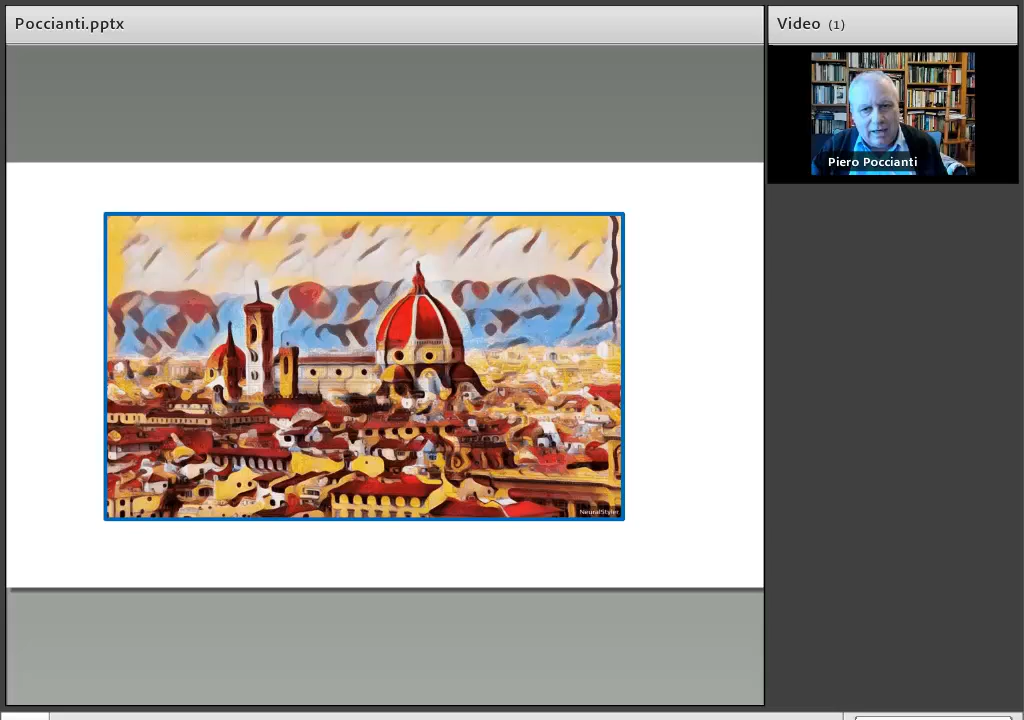 Poccianti.pptx
Video (1)
Piero Poccianti
NeuralStyler